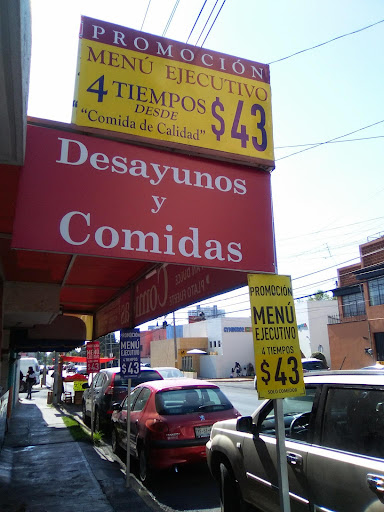 PROMOCIÓN
MENÚ EJECUTIVO
4 TIEMPOS
DESDE
"Comida de Calidad"
$43
Desayunos
y
Comidas
PROMOCIÓN
MENÚ
EJECUTIVO
4 TIEMPOS
$43
MENÚ
EJECUTIVO
$43